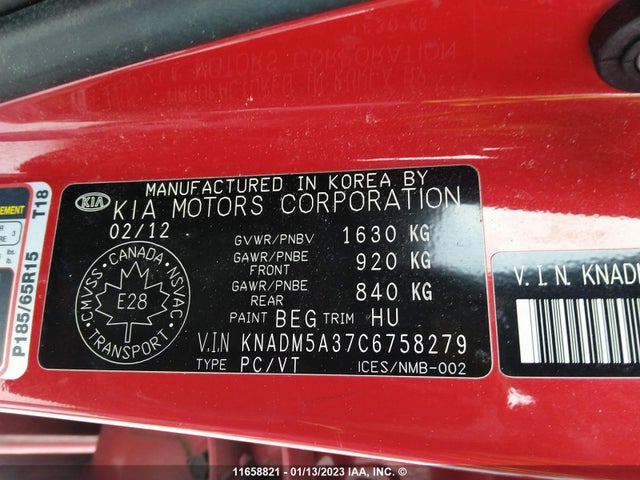 MANUFACTURED IN KOREA BY
KIA KIA MOTORS CORPORATION
02/12
GVWR/PNBV 1630 KG
GAWR/PNBE FRONT 920 KG
GAWR/PNBE REAR 840 KG
PAINT BEG TRIM HU
V.I.N KNADM5A37C6758279
TYPE PC/VT ICES/NMB-002
CMVSS · CANADA · NSVAC
E28
TRANSPORT
P185/65R15 T18
V.I.N. KNADM
11658821 - 01/13/2023 IAA, INC. ©